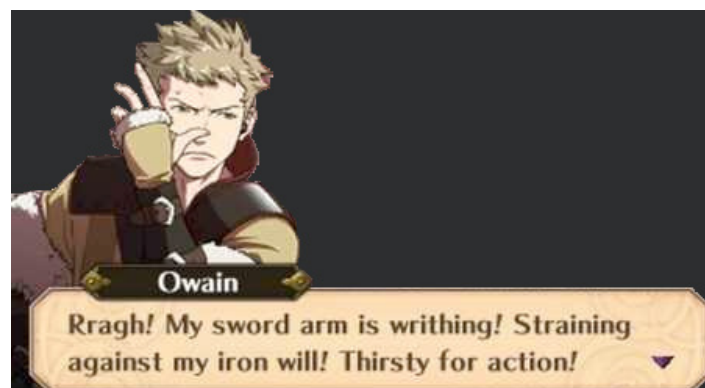 Owain
Rragh! My sword arm is writhing! Straining
against my iron will! Thirsty for action!